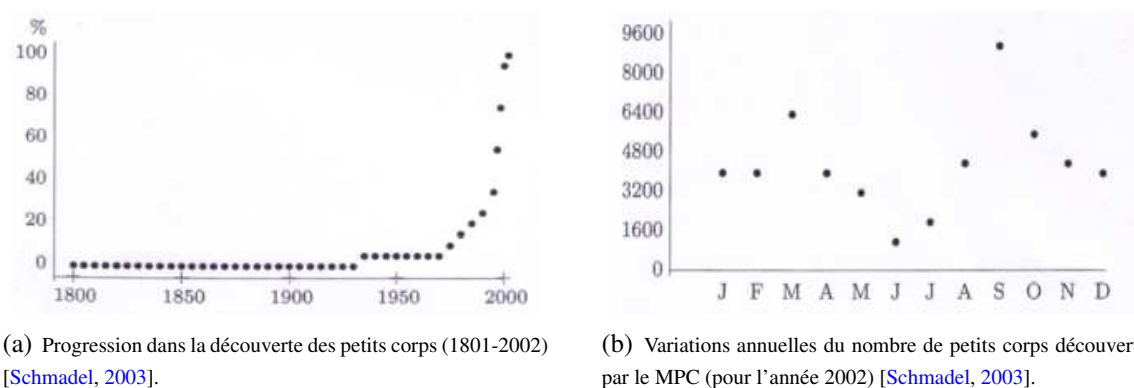 %
100
80
60
40
20
0
1800 1850 1900 1950 2000
9600
8000
6400
4800
3200
1600
0
J F M A M J J A S O N D
(a) Progression dans la découverte des petits corps (1801-2002)
[Schmadel, 2003].
(b) Variations annuelles du nombre de petits corps découver
par le MPC (pour l'année 2002) [Schmadel, 2003].